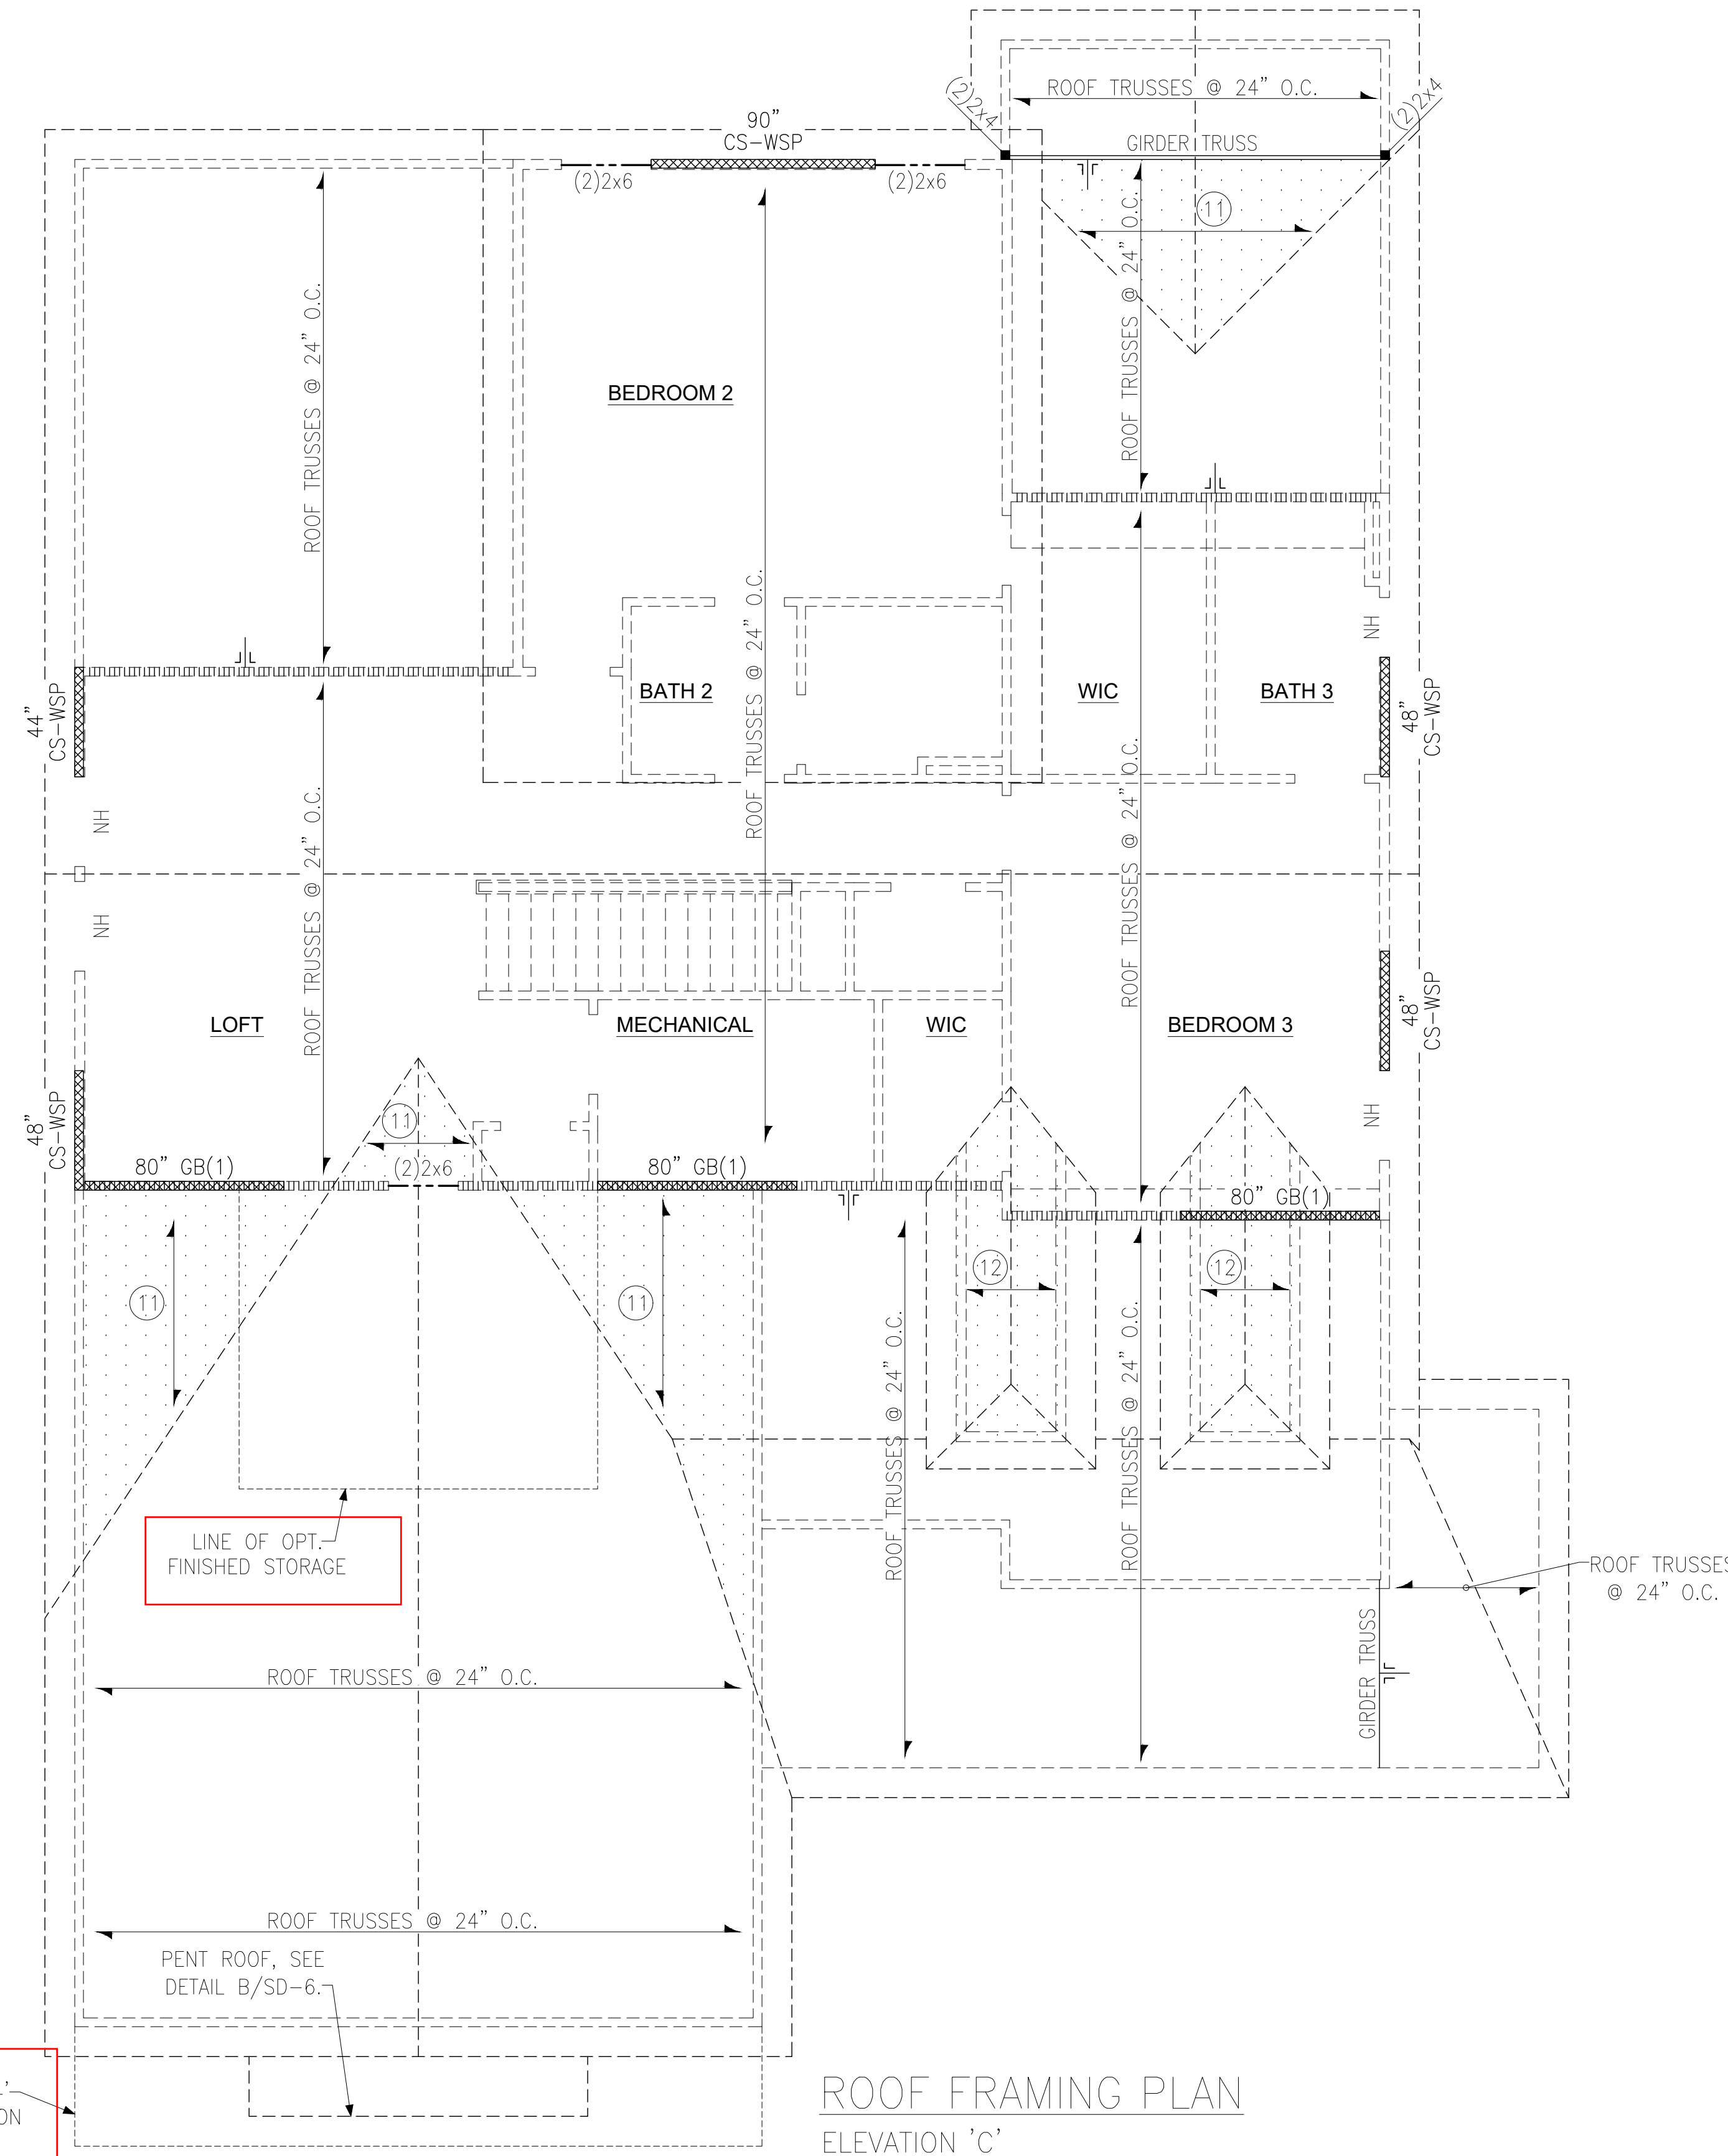 ROOF TRUSSES @ 24" O.C.
(2)2x4
(2)2x4
GIRDER TRUSS
90"
CS-WSP
(2)2x6
(2)2x6
11
ROOF TRUSSES @ 24" O.C.
ROOF TRUSSES @ 24" O.C.
ROOF TRUSSES @ 24" O.C.
BEDROOM 2
NH
BATH 2
WIC
BATH 3
44"
CS-WSP
48"
CS-WSP
ROOF TRUSSES @ 24" O.C.
ROOF TRUSSES @ 24" O.C.
NH
NH
LOFT
MECHANICAL
WIC
BEDROOM 3
48"
CS-WSP
48"
CS-WSP
NH
11
80" GB(1)
(2)2x6
80" GB(1)
80" GB(1)
11
11
12
12
ROOF TRUSSES @ 24" O.C.
ROOF TRUSSES @ 24" O.C.
LINE OF OPT.
FINISHED STORAGE
ROOF TRUSSES
@ 24" O.C.
GIRDER TRUSS
ROOF TRUSSES @ 24" O.C.
ROOF TRUSSES @ 24" O.C.
PENT ROOF, SEE
DETAIL B/SD-6.
ROOF FRAMING PLAN
ELEVATION 'C'